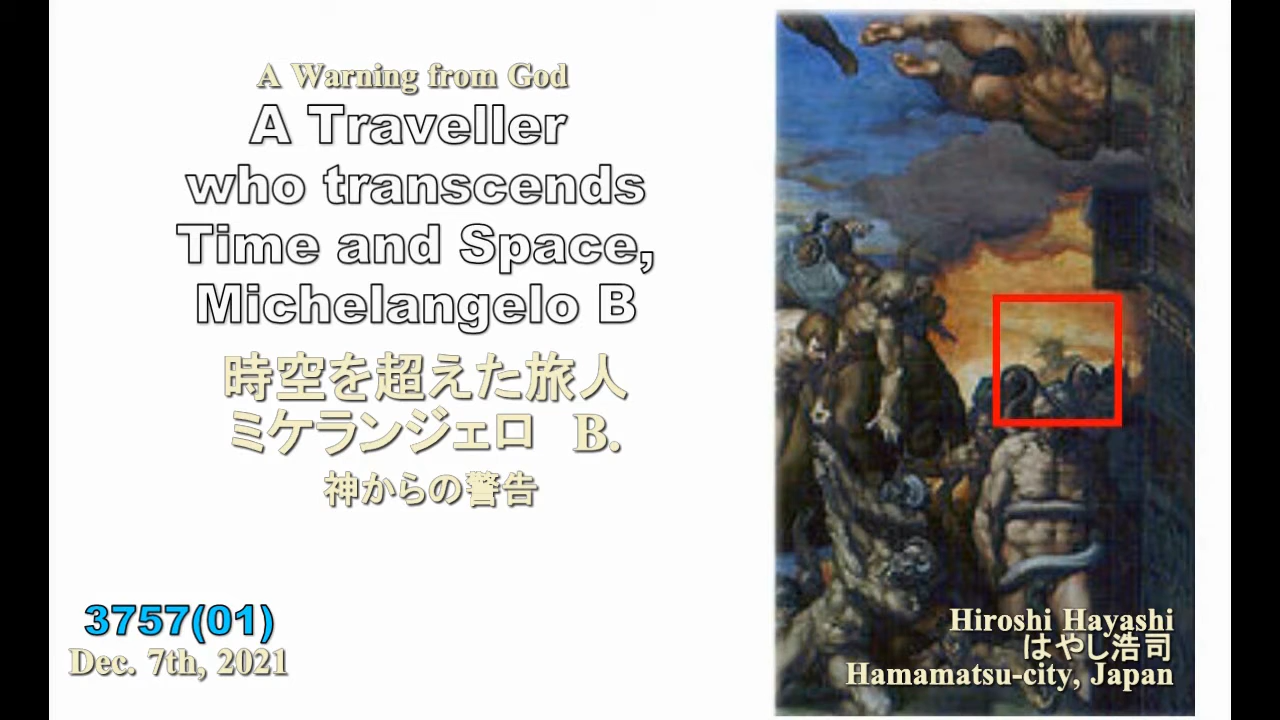 A Warning from God
A Traveller
who transcends
Time and Space,
Michelangelo B
時空を超えた旅人
ミケランジェロ B.
神からの警告
3757(01)
Dec. 7th, 2021
Hiroshi Hayashi
はやし浩司
Hamamatsu-city, Japan